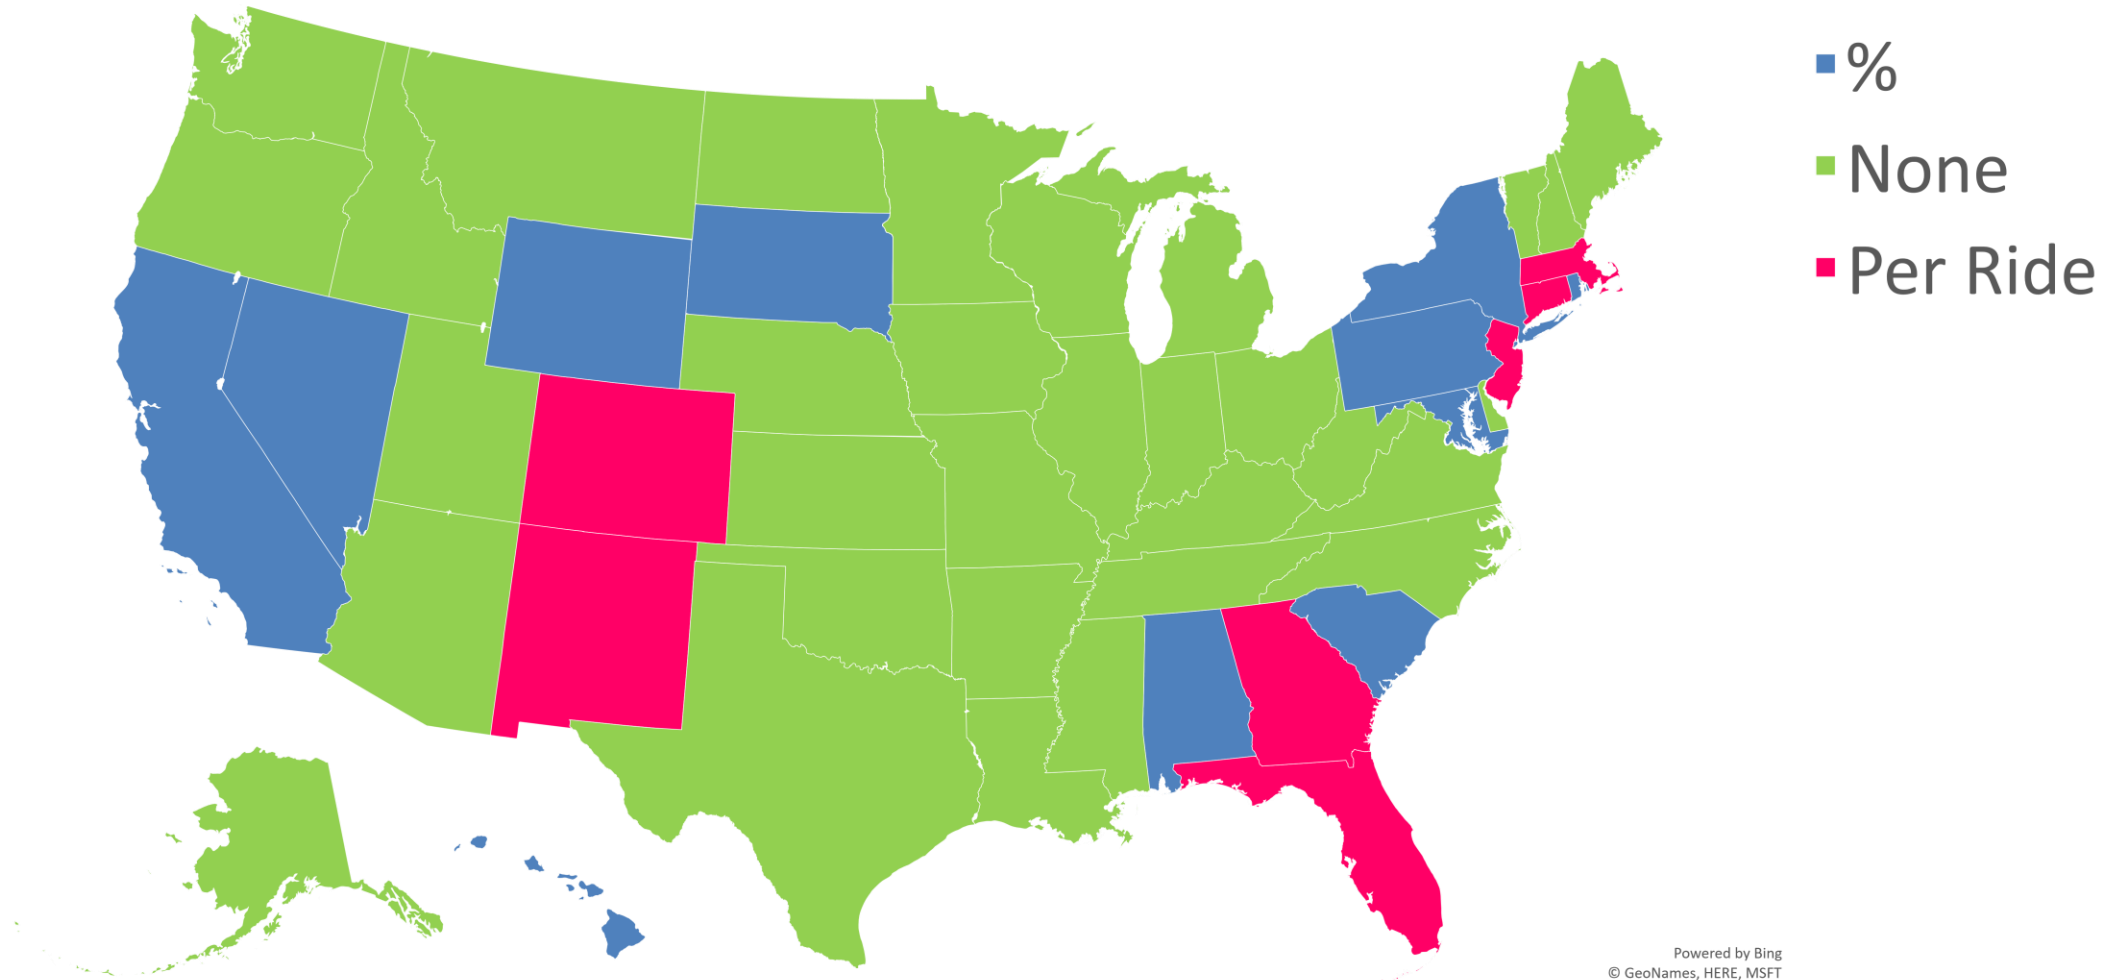 %
None
Per Ride
Powered by Bing
© GeoNames, HERE, MSFT